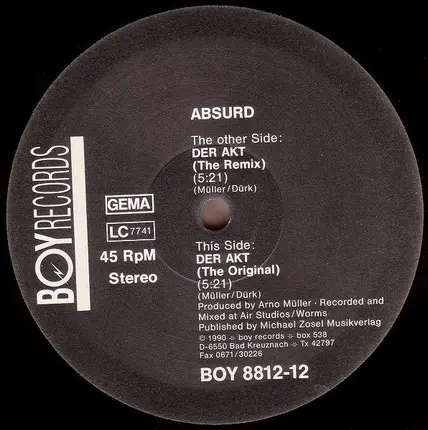 BOY RECORDS
GEMA
LC 7741
45 RpM
Stereo
ABSURD
The other Side:
DER AKT
(The Remix)
(5:21)
(Müller/Dürk)
This Side:
DER AKT
(The Original)
(5:21)
(Müller/Dürk)
Produced by Arno Müller · Recorded and
Mixed at Air Studios/Worms
Published by Michael Zosel Musikverlag
© 1990 ÷ boy records ÷ box 538
D-6550 Bad Kreuznach ÷ Tx 42797
Fax 0671/30226
BOY 8812-12